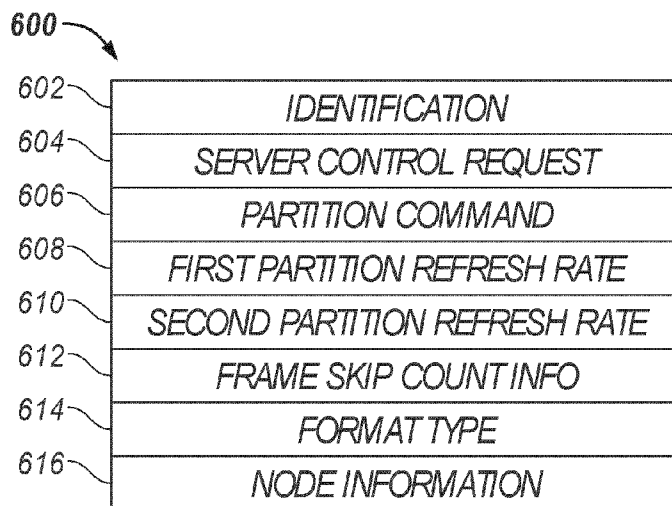 600
602 IDENTIFICATION
604 SERVER CONTROL REQUEST
606 PARTITION COMMAND
608 FIRST PARTITION REFRESH RATE
610 SECOND PARTITION REFRESH RATE
612 FRAME SKIP COUNT INFO
614 FORMAT TYPE
616 NODE INFORMATION